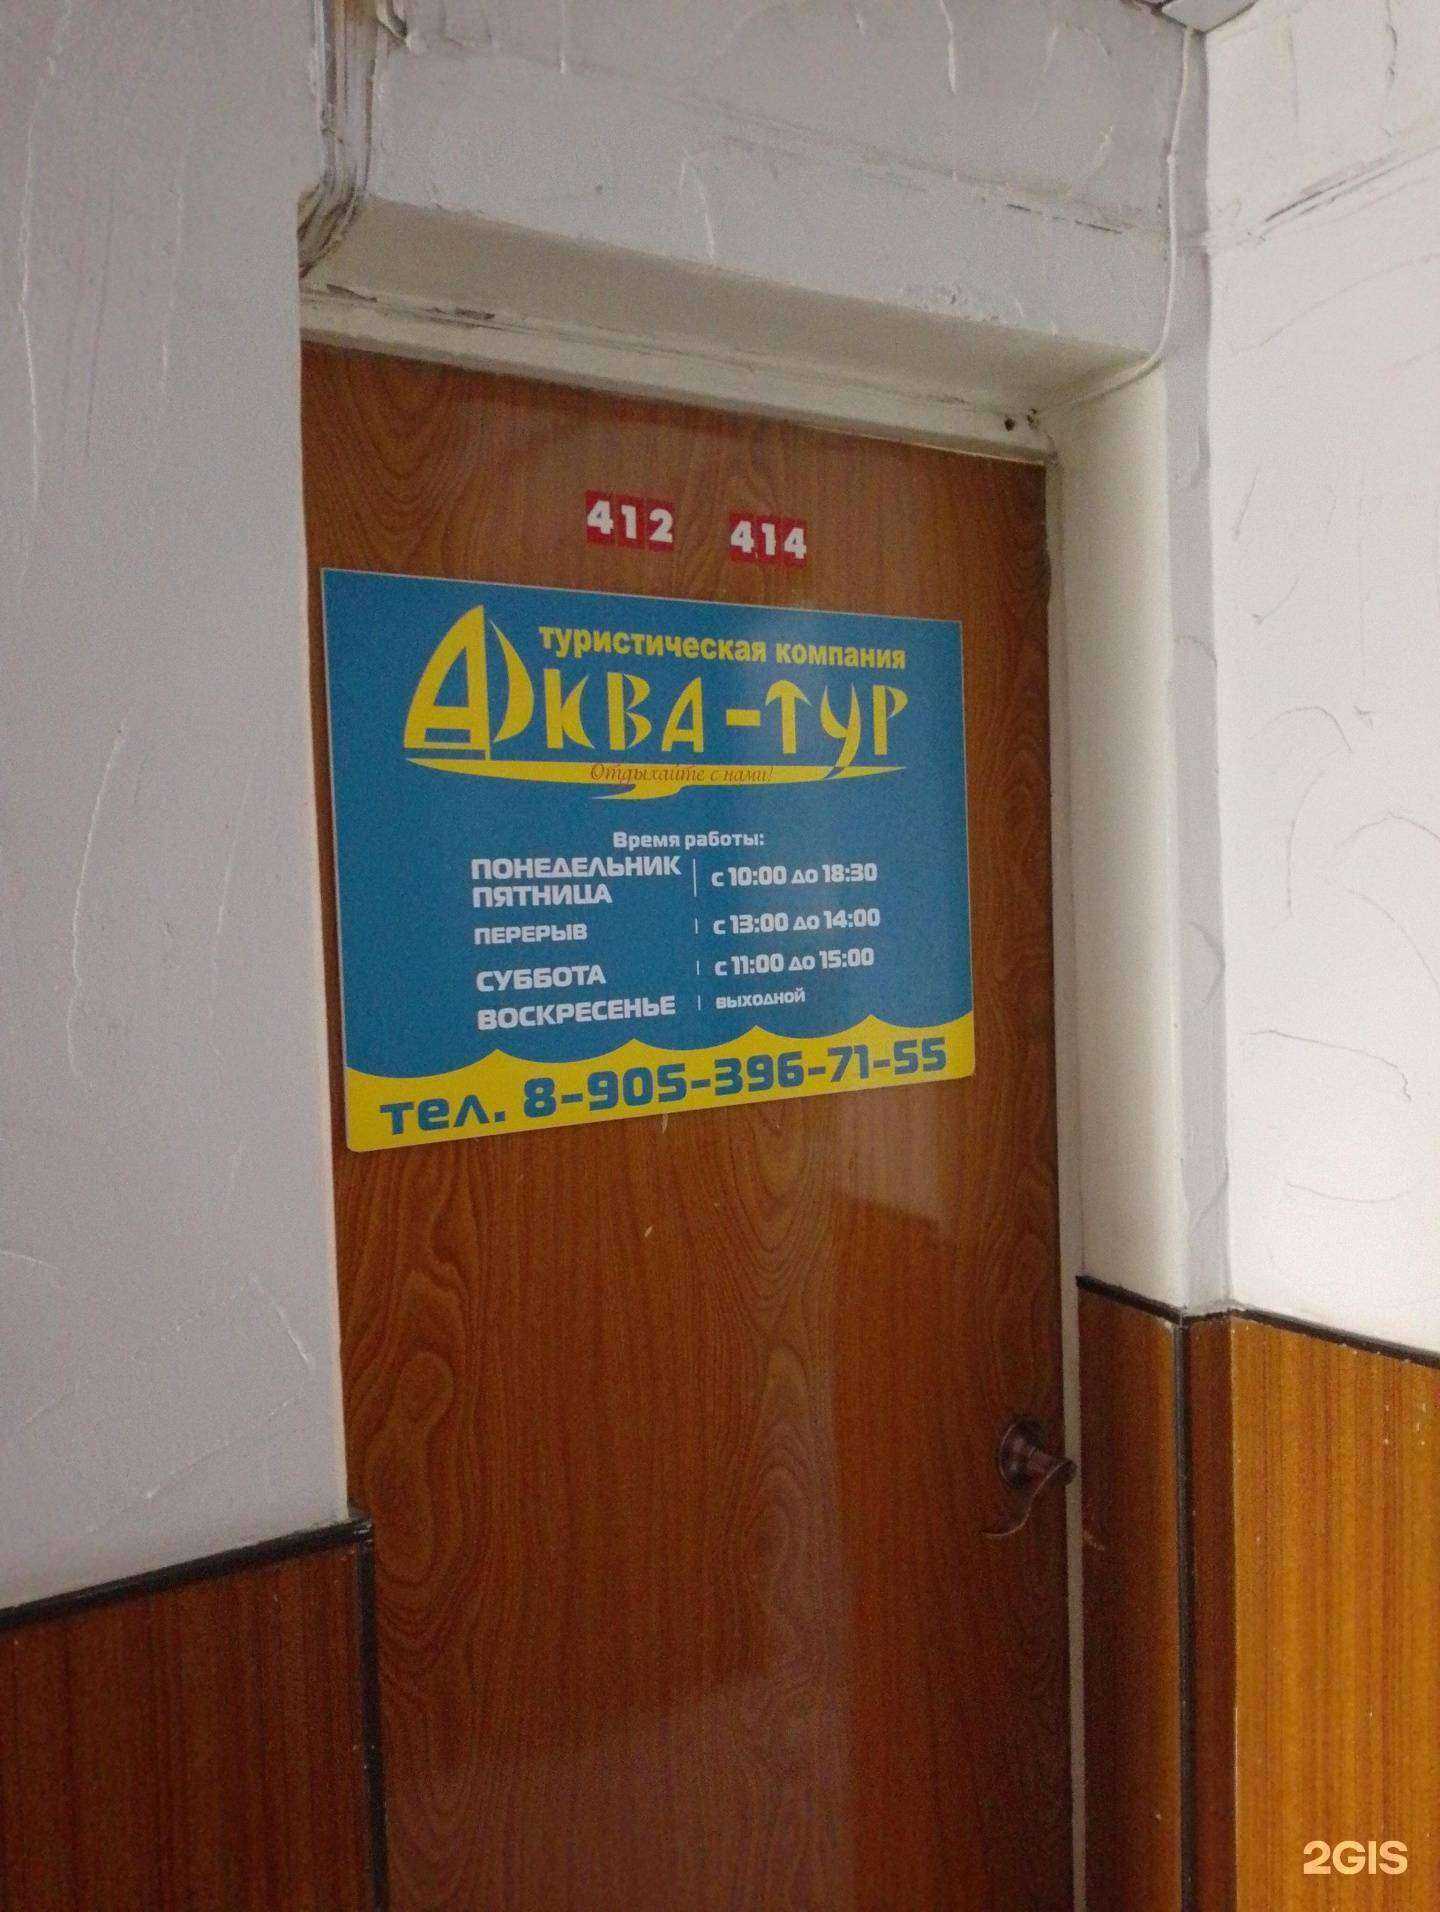 412 414
туристическая компания
АКВА-ТУР
Отдыхайте с нами!
Время работы:
ПОНЕДЕЛЬНИК
ПЯТНИЦА | с 10:00 до 18:30
ПЕРЕРЫВ | с 13:00 до 14:00
СУББОТА | с 11:00 до 15:00
ВОСКРЕСЕНЬЕ | выходной
тел. 8-905-396-71-55
2GIS